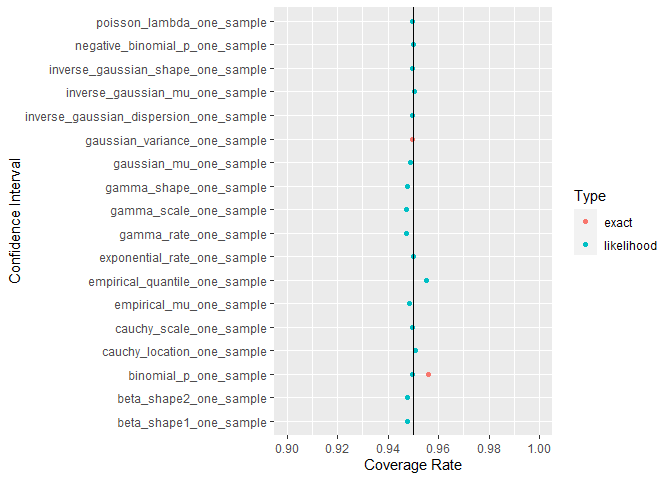 poisson_lambda_one_sample
negative_binomial_p_one_sample
inverse_gaussian_shape_one_sample
inverse_gaussian_mu_one_sample
inverse_gaussian_dispersion_one_sample
gaussian_variance_one_sample
gaussian_mu_one_sample
gamma_shape_one_sample
gamma_scale_one_sample
gamma_rate_one_sample
exponential_rate_one_sample
empirical_quantile_one_sample
empirical_mu_one_sample
cauchy_scale_one_sample
cauchy_location_one_sample
binomial_p_one_sample
beta_shape2_one_sample
beta_shape1_one_sample
Confidence Interval
0.90 0.92 0.94 0.96 0.98 1.00
Coverage Rate
Type
exact
likelihood